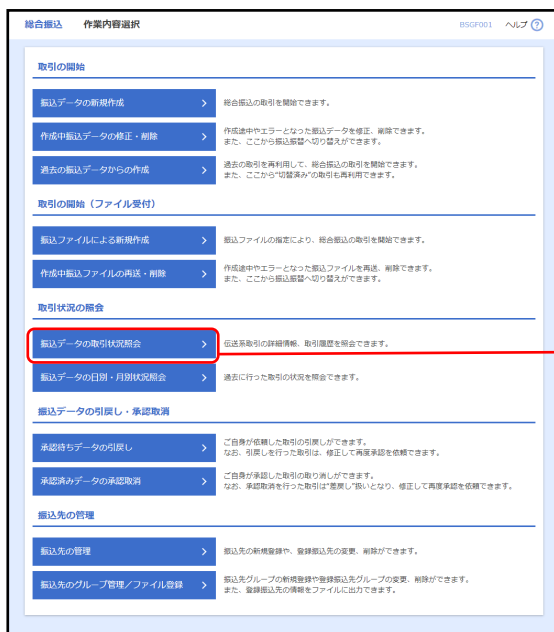 総合振込 作業内容選択 BSGF001 ヘルプ ?
取引の開始
振込データの新規作成 > 総合振込の取引を開始できます。
作成中振込データの修正・削除 > 作成途中やエラーとなった振込データを修正、削除できます。
また、ここから振込振替へ切り替えができます。
過去の振込データからの作成 > 過去の取引を再利用して、総合振込の取引を開始できます。
また、ここから“切替済み”の取引も再利用できます。
取引の開始（ファイル受付）
振込ファイルによる新規作成 > 振込ファイルの指定により、総合振込の取引を開始できます。
作成中振込ファイルの再送・削除 > 作成途中やエラーとなった振込ファイルを再送、削除できます。
また、ここから振込振替へ切り替えができます。
取引状況の照会
振込データの取引状況照会 > 伝送系取引の詳細情報、取引履歴を照会できます。
振込データの日別・月別状況照会 > 過去に行った取引の状況を照会できます。
振込データの引戻し・承認取消
承認待ちデータの引戻し > ご自身が依頼した取引の引戻しができます。
なお、引戻しを行った取引は、修正して再度承認を依頼できます。
承認済みデータの承認取消 > ご自身が承認した取引の取り消しができます。
なお、承認取消を行った取引は“差戻し”扱いとなり、修正して再度承認を依頼できます。
振込先の管理
振込先の管理 > 振込先の新規登録や、登録振込先の変更、削除ができます。
振込先のグループ管理／ファイル登録 > 振込先グループの新規登録や登録振込先グループの変更、削除ができます。
また、登録振込先の情報をファイルに出力できます。